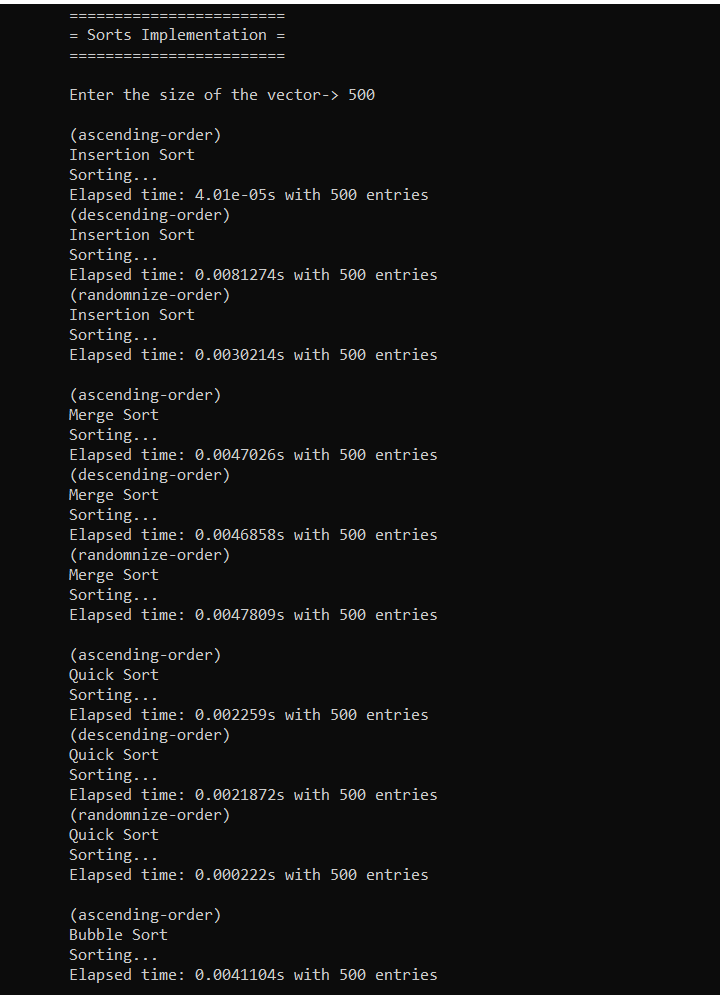 ========================
= Sorts Implementation =
========================
Enter the size of the vector-> 500
(ascending-order)
Insertion Sort
Sorting...
Elapsed time: 4.01e-05s with 500 entries
(descending-order)
Insertion Sort
Sorting...
Elapsed time: 0.0081274s with 500 entries
(randomnize-order)
Insertion Sort
Sorting...
Elapsed time: 0.0030214s with 500 entries
(ascending-order)
Merge Sort
Sorting...
Elapsed time: 0.0047026s with 500 entries
(descending-order)
Merge Sort
Sorting...
Elapsed time: 0.0046858s with 500 entries
(randomnize-order)
Merge Sort
Sorting...
Elapsed time: 0.0047809s with 500 entries
(ascending-order)
Quick Sort
Sorting...
Elapsed time: 0.002259s with 500 entries
(descending-order)
Quick Sort
Sorting...
Elapsed time: 0.0021872s with 500 entries
(randomnize-order)
Quick Sort
Sorting...
Elapsed time: 0.000222s with 500 entries
(ascending-order)
Bubble Sort
Sorting...
Elapsed time: 0.0041104s with 500 entries